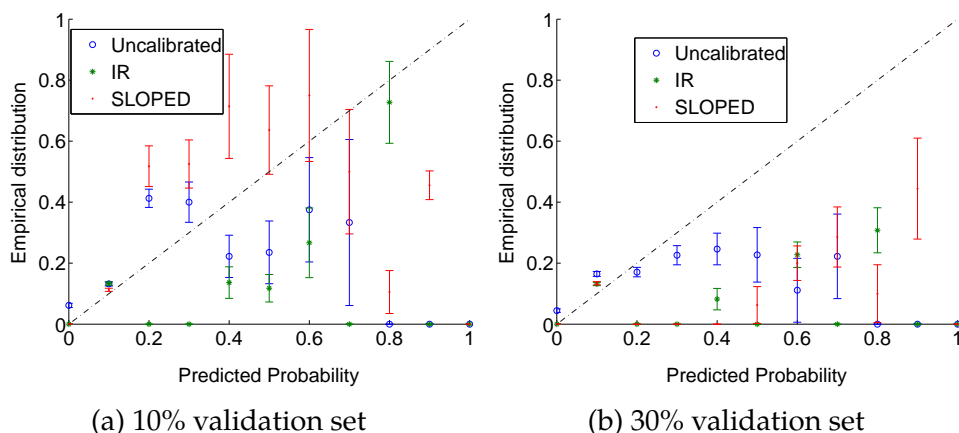 1
0.8
0.6
0.4
0.2
0
Empirical distribution
Uncalibrated
IR
SLOPED
0 0.2 0.4 0.6 0.8 1
Predicted Probability
(a) 10% validation set
1
0.8
0.6
0.4
0.2
0
Empirical distribution
Uncalibrated
IR
SLOPED
0 0.2 0.4 0.6 0.8 1
Predicted Probability
(b) 30% validation set